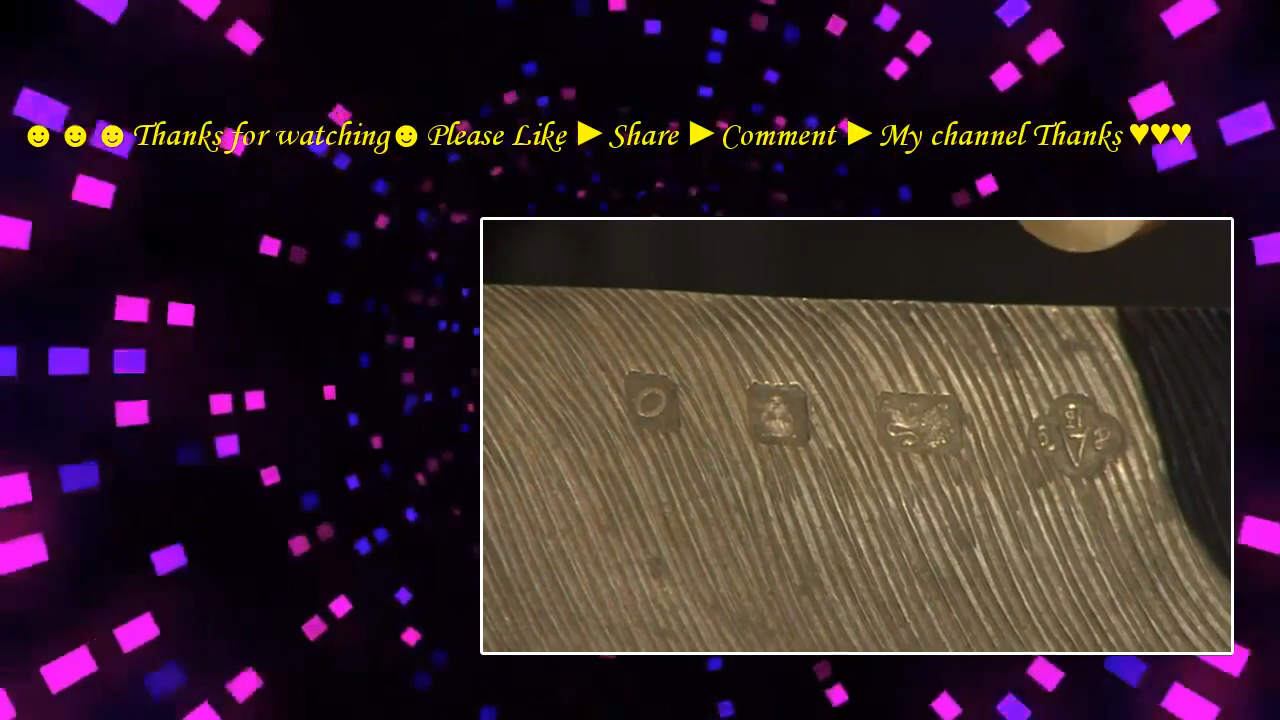 ☻ ☻ ☻ Thanks for watching☻ Please Like ► Share ► Comment ► My channel Thanks ♥♥♥